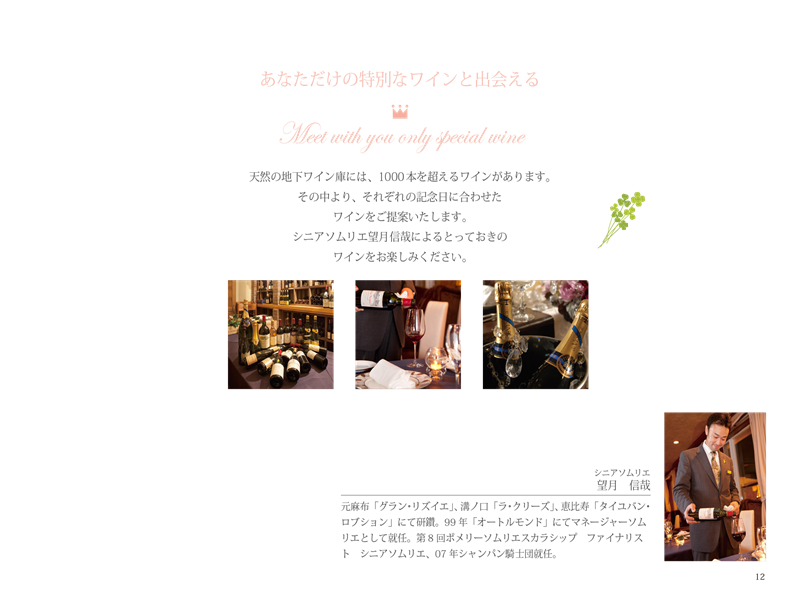 あなただけの特別なワインと出会える
Meet with you only special wine
天然の地下ワイン庫には、1000本を超えるワインがあります。
その中より、それぞれの記念日に合わせた
ワインをご提案いたします。
シニアソムリエ望月信哉によるとっておきの
ワインをお楽しみください。
シニアソムリエ
望月　信哉
元麻布「グラン・リズイエ」、溝ノ口「ラ・クリーズ」、恵比寿「タイユバン・
ロブション」にて研鑽。99年「オートルモンド」にてマネージャーソム
リエとして就任。第8回ポメリーソムリエスカラシップ　ファイナリス
ト　シニアソムリエ、07年シャンパン騎士団就任。
12